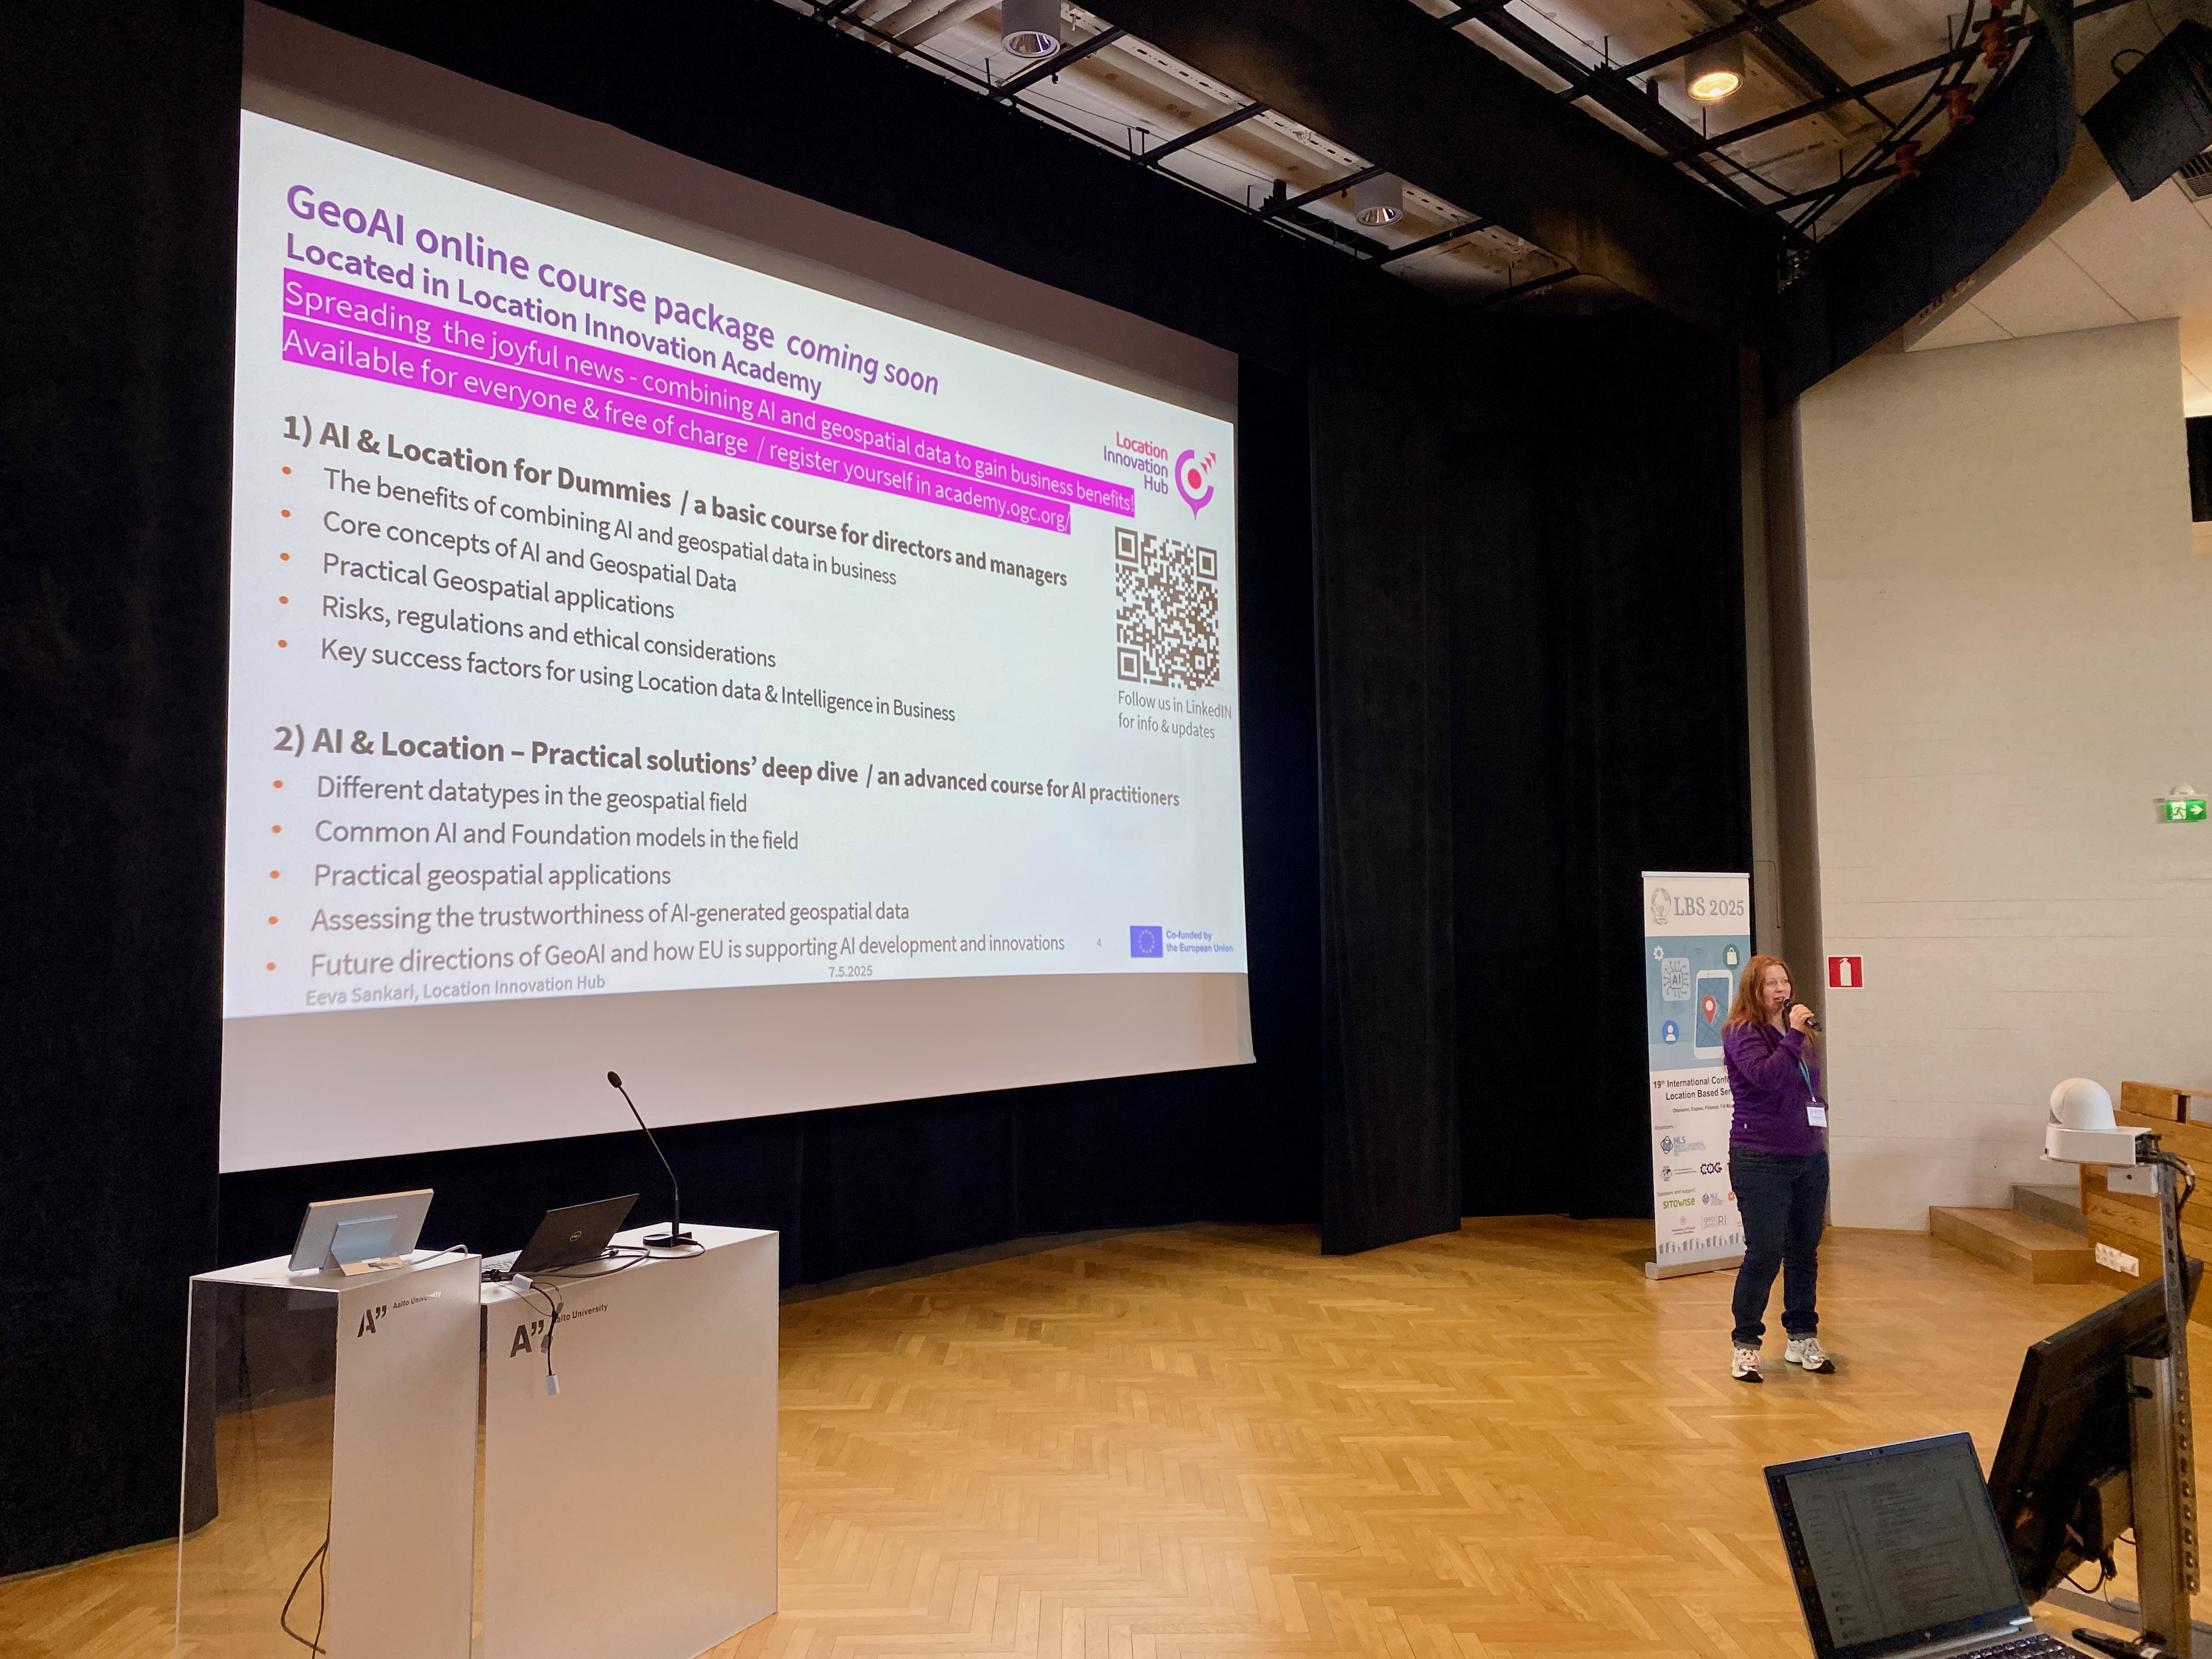 GeoAI online course package coming soon
Located in Location Innovation Academy
Spreading the joyful news - combining AI and geospatial data to gain business benefits!
Available for everyone & free of charge / register yourself in academy.ogc.org/
Location
Innovation
Hub
1) AI & Location for Dummies / a basic course for directors and managers
• The benefits of combining AI and geospatial data in business
• Core concepts of AI and Geospatial Data
• Practical Geospatial applications
• Risks, regulations and ethical considerations
• Key success factors for using Location data & Intelligence in Business
Follow us in LinkedIN
for info & updates
2) AI & Location – Practical solutions' deep dive / an advanced course for AI practitioners
• Different datatypes in the geospatial field
• Common AI and Foundation models in the field
• Practical geospatial applications
• Assessing the trustworthiness of AI-generated geospatial data
• Future directions of GeoAI and how EU is supporting AI development and innovations
Eeva Sankari, Location Innovation Hub
7.5.2025
4
Co-funded by
the European Union
LBS 2025
AI
19th International
Location Based
NLS
COG
SITOWISE
A” Aalto University
A” Aalto University